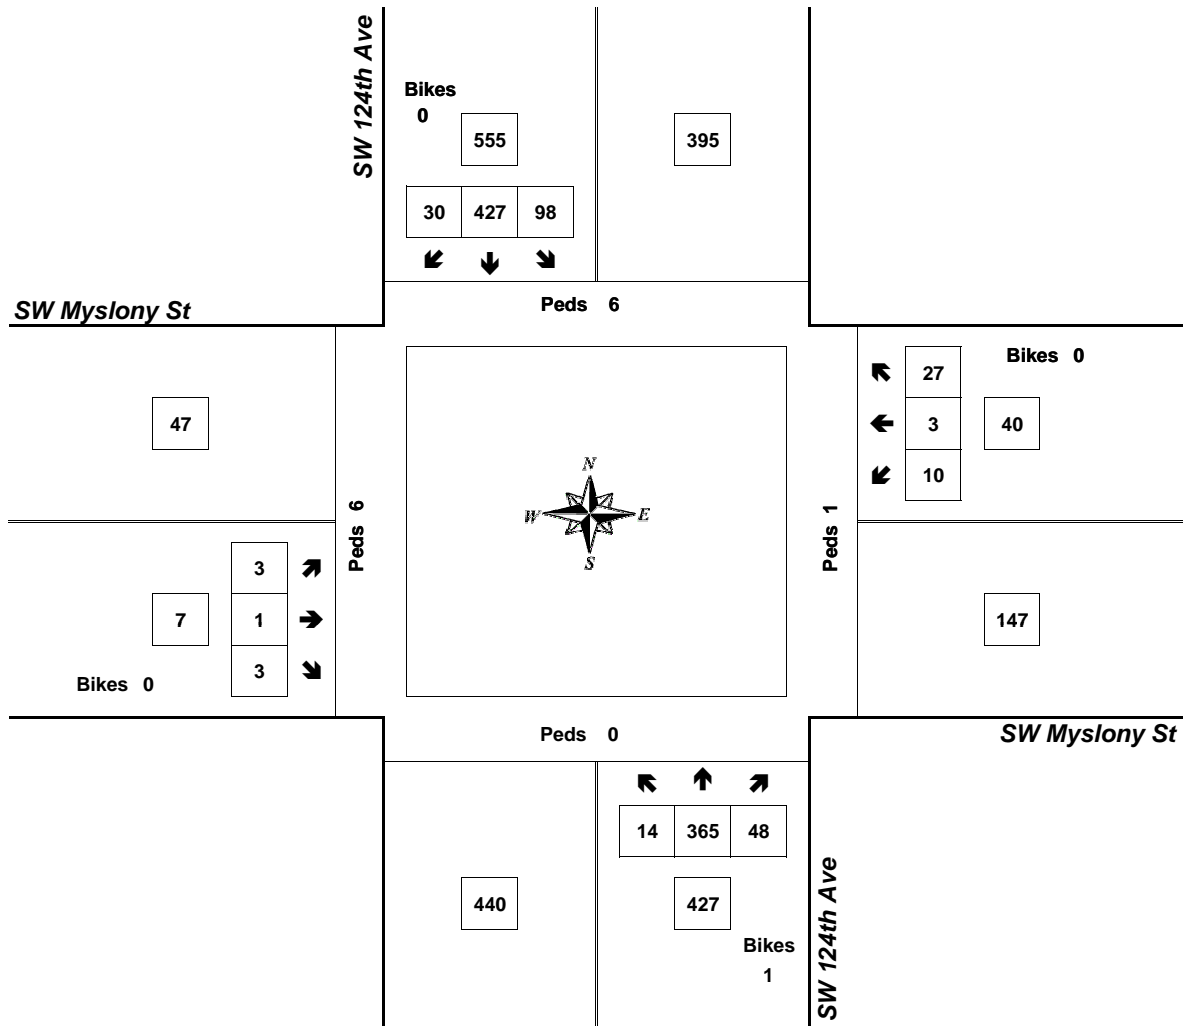 SW 124th Ave
Bikes
0
555
395
30 427 98
Peds 6
SW Myslony St
Bikes 0
27
47
3
40
10
N
W E
S
Peds 6
Peds 1
3
7
1
147
3
Bikes 0
Peds 0
SW Myslony St
14 365 48
440
427
SW 124th Ave
Bikes
1